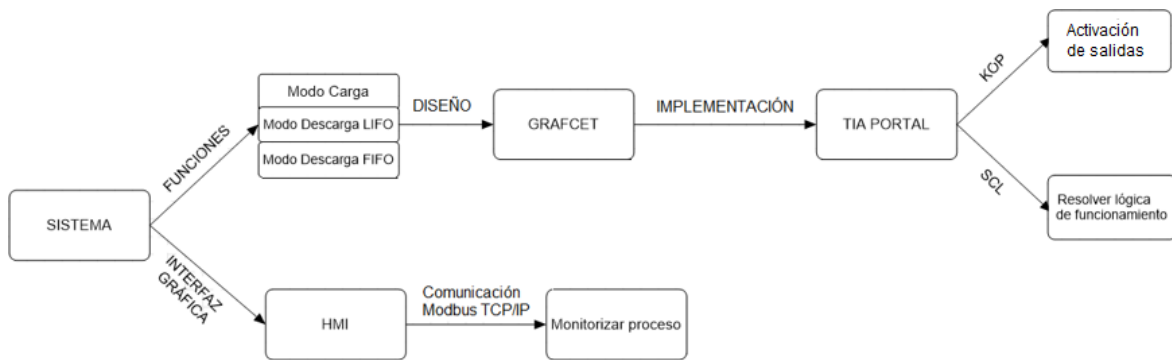 SISTEMA
FUNCIONES
Modo Carga
Modo Descarga LIFO
Modo Descarga FIFO
DISEÑO
GRAFCET
IMPLEMENTACIÓN
TIA PORTAL
KOP
Activación
de salidas
SCL
Resolver lógica
de funcionamiento
INTERFAZ
GRÁFICA
HMI
Comunicación
Modbus TCP/IP
Monitorizar proceso